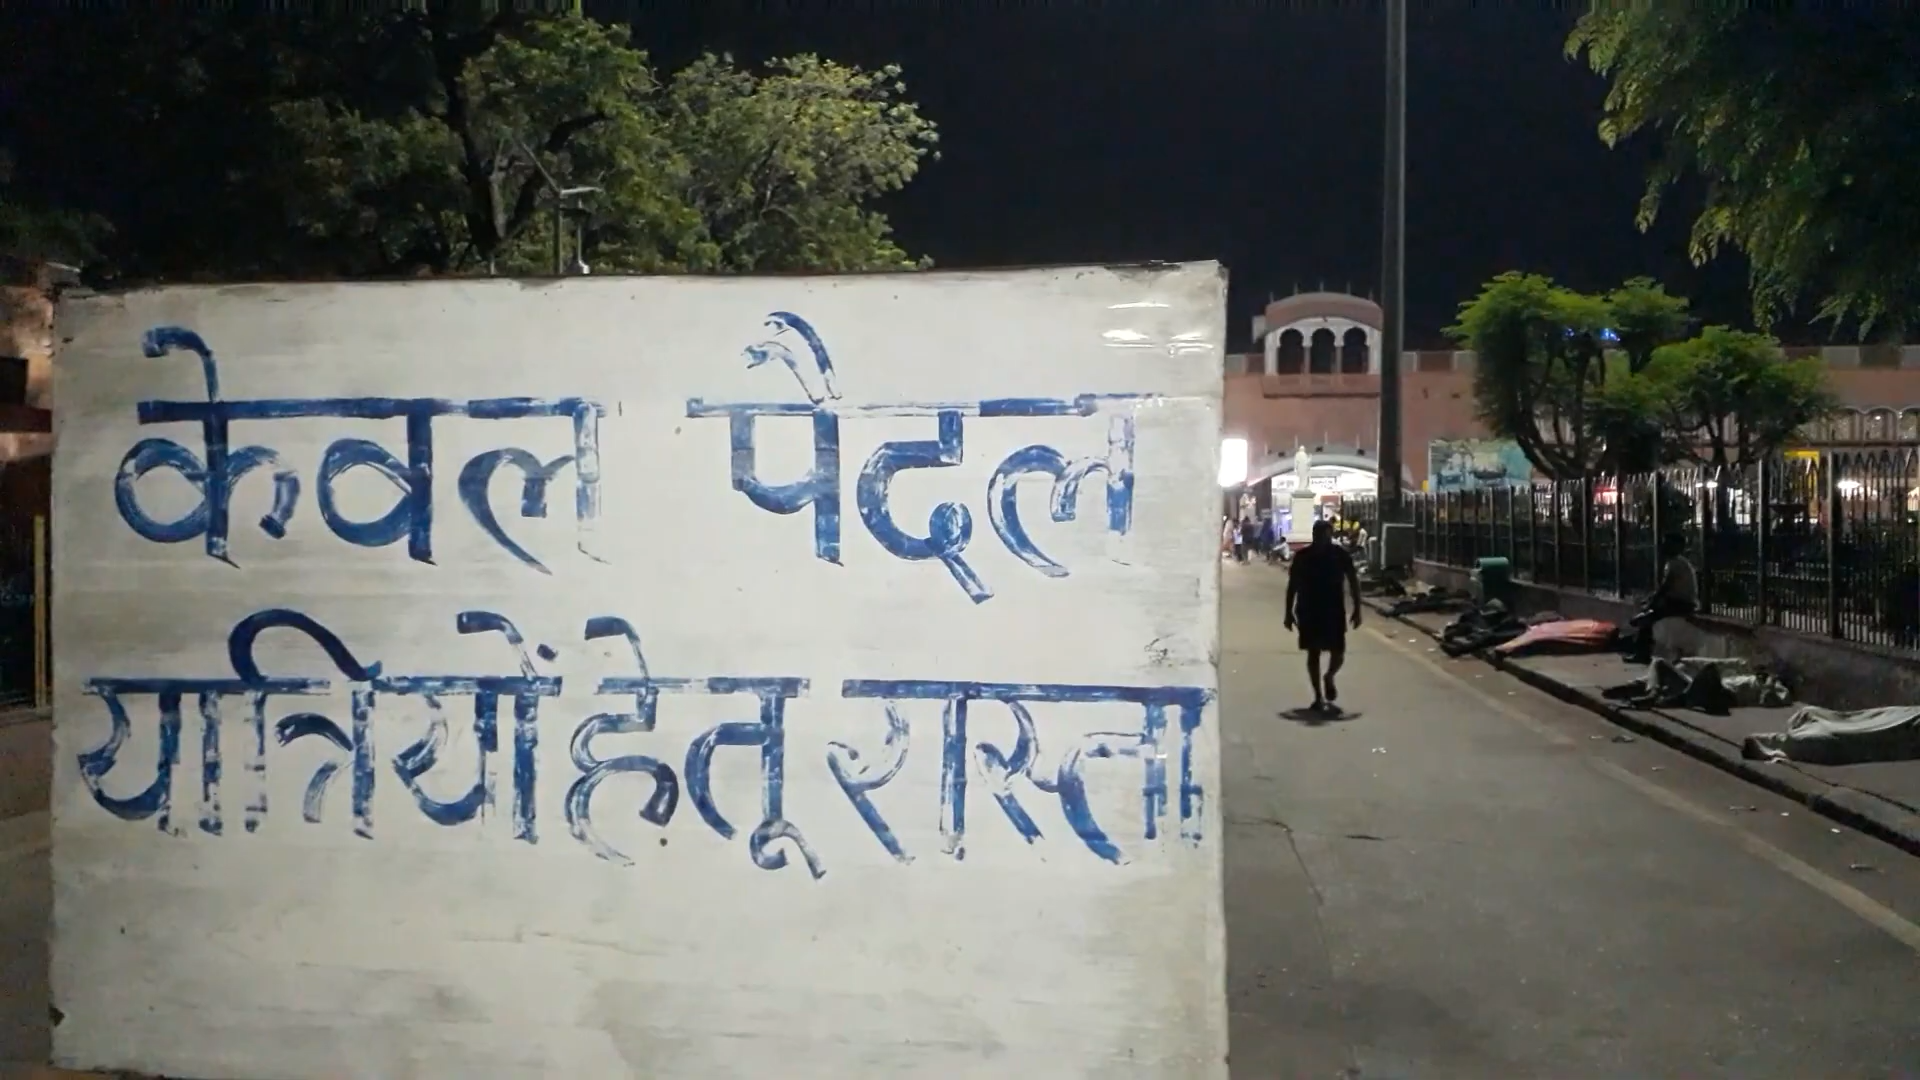 केवल पैदल
यात्रियों हेतू रास्ता